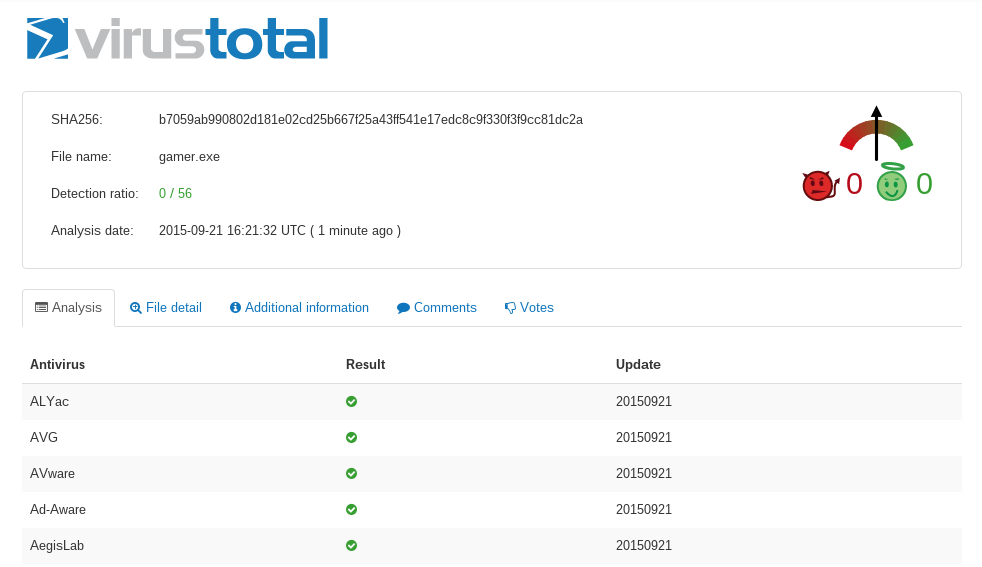 virustotal
SHA256: b7059ab990802d181e02cd25b667f25a43ff541e17edc8c9f330f3f9cc81dc2a
File name: gamer.exe
Detection ratio: 0 / 56
Analysis date: 2015-09-21 16:21:32 UTC ( 1 minute ago )
0 0
Analysis File detail Additional information Comments Votes
Antivirus Result Update
ALYac 20150921
AVG 20150921
AVware 20150921
Ad-Aware 20150921
AegisLab 20150921